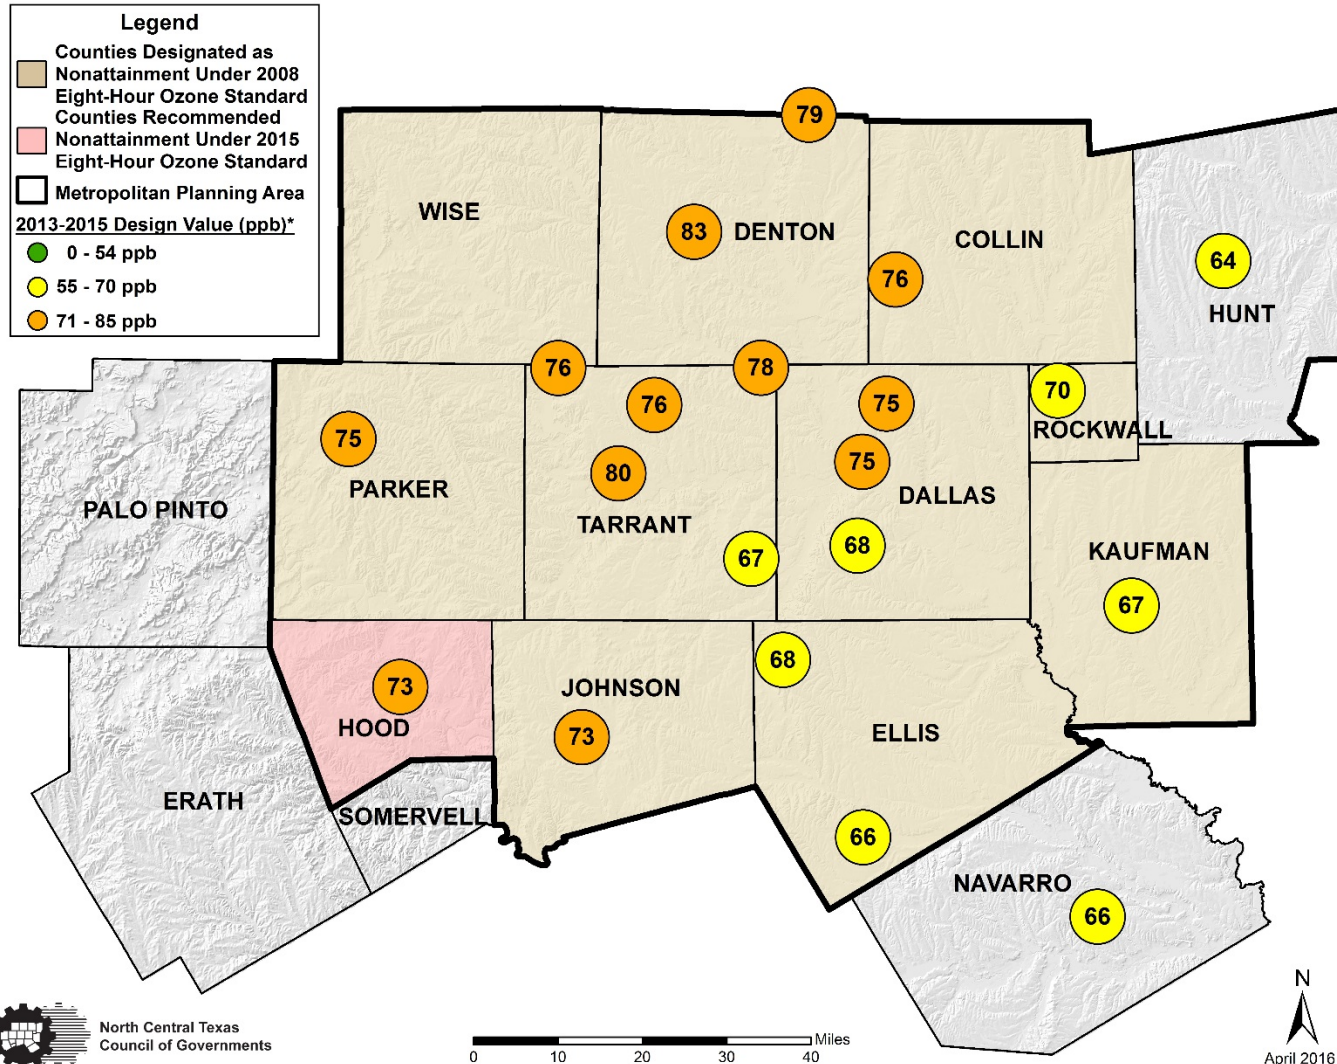 Legend
Counties Designated as
Nonattainment Under 2008
Eight-Hour Ozone Standard
Counties Recommended
Nonattainment Under 2015
Eight-Hour Ozone Standard
Metropolitan Planning Area
2013-2015 Design Value (ppb)*
0 - 54 ppb
55 - 70 ppb
71 - 85 ppb
79
WISE
83
DENTON
COLLIN
76
64
HUNT
76
78
76
75
70
ROCKWALL
75
PARKER
80
TARRANT
75
DALLAS
PALO PINTO
67
68
KAUFMAN
67
73
HOOD
JOHNSON
73
68
ELLIS
ERATH
SOMERVELL
66
NAVARRO
66
North Central Texas
Council of Governments
Miles
0 10 20 30 40
N
April 2016